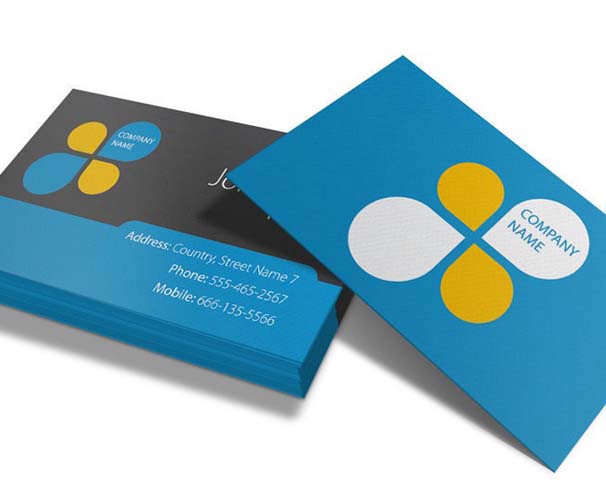 COMPANY
NAME
Address: Country, Street Name 7
Phone: 555-465-2567
Mobile: 666-135-5566
COMPANY
NAME